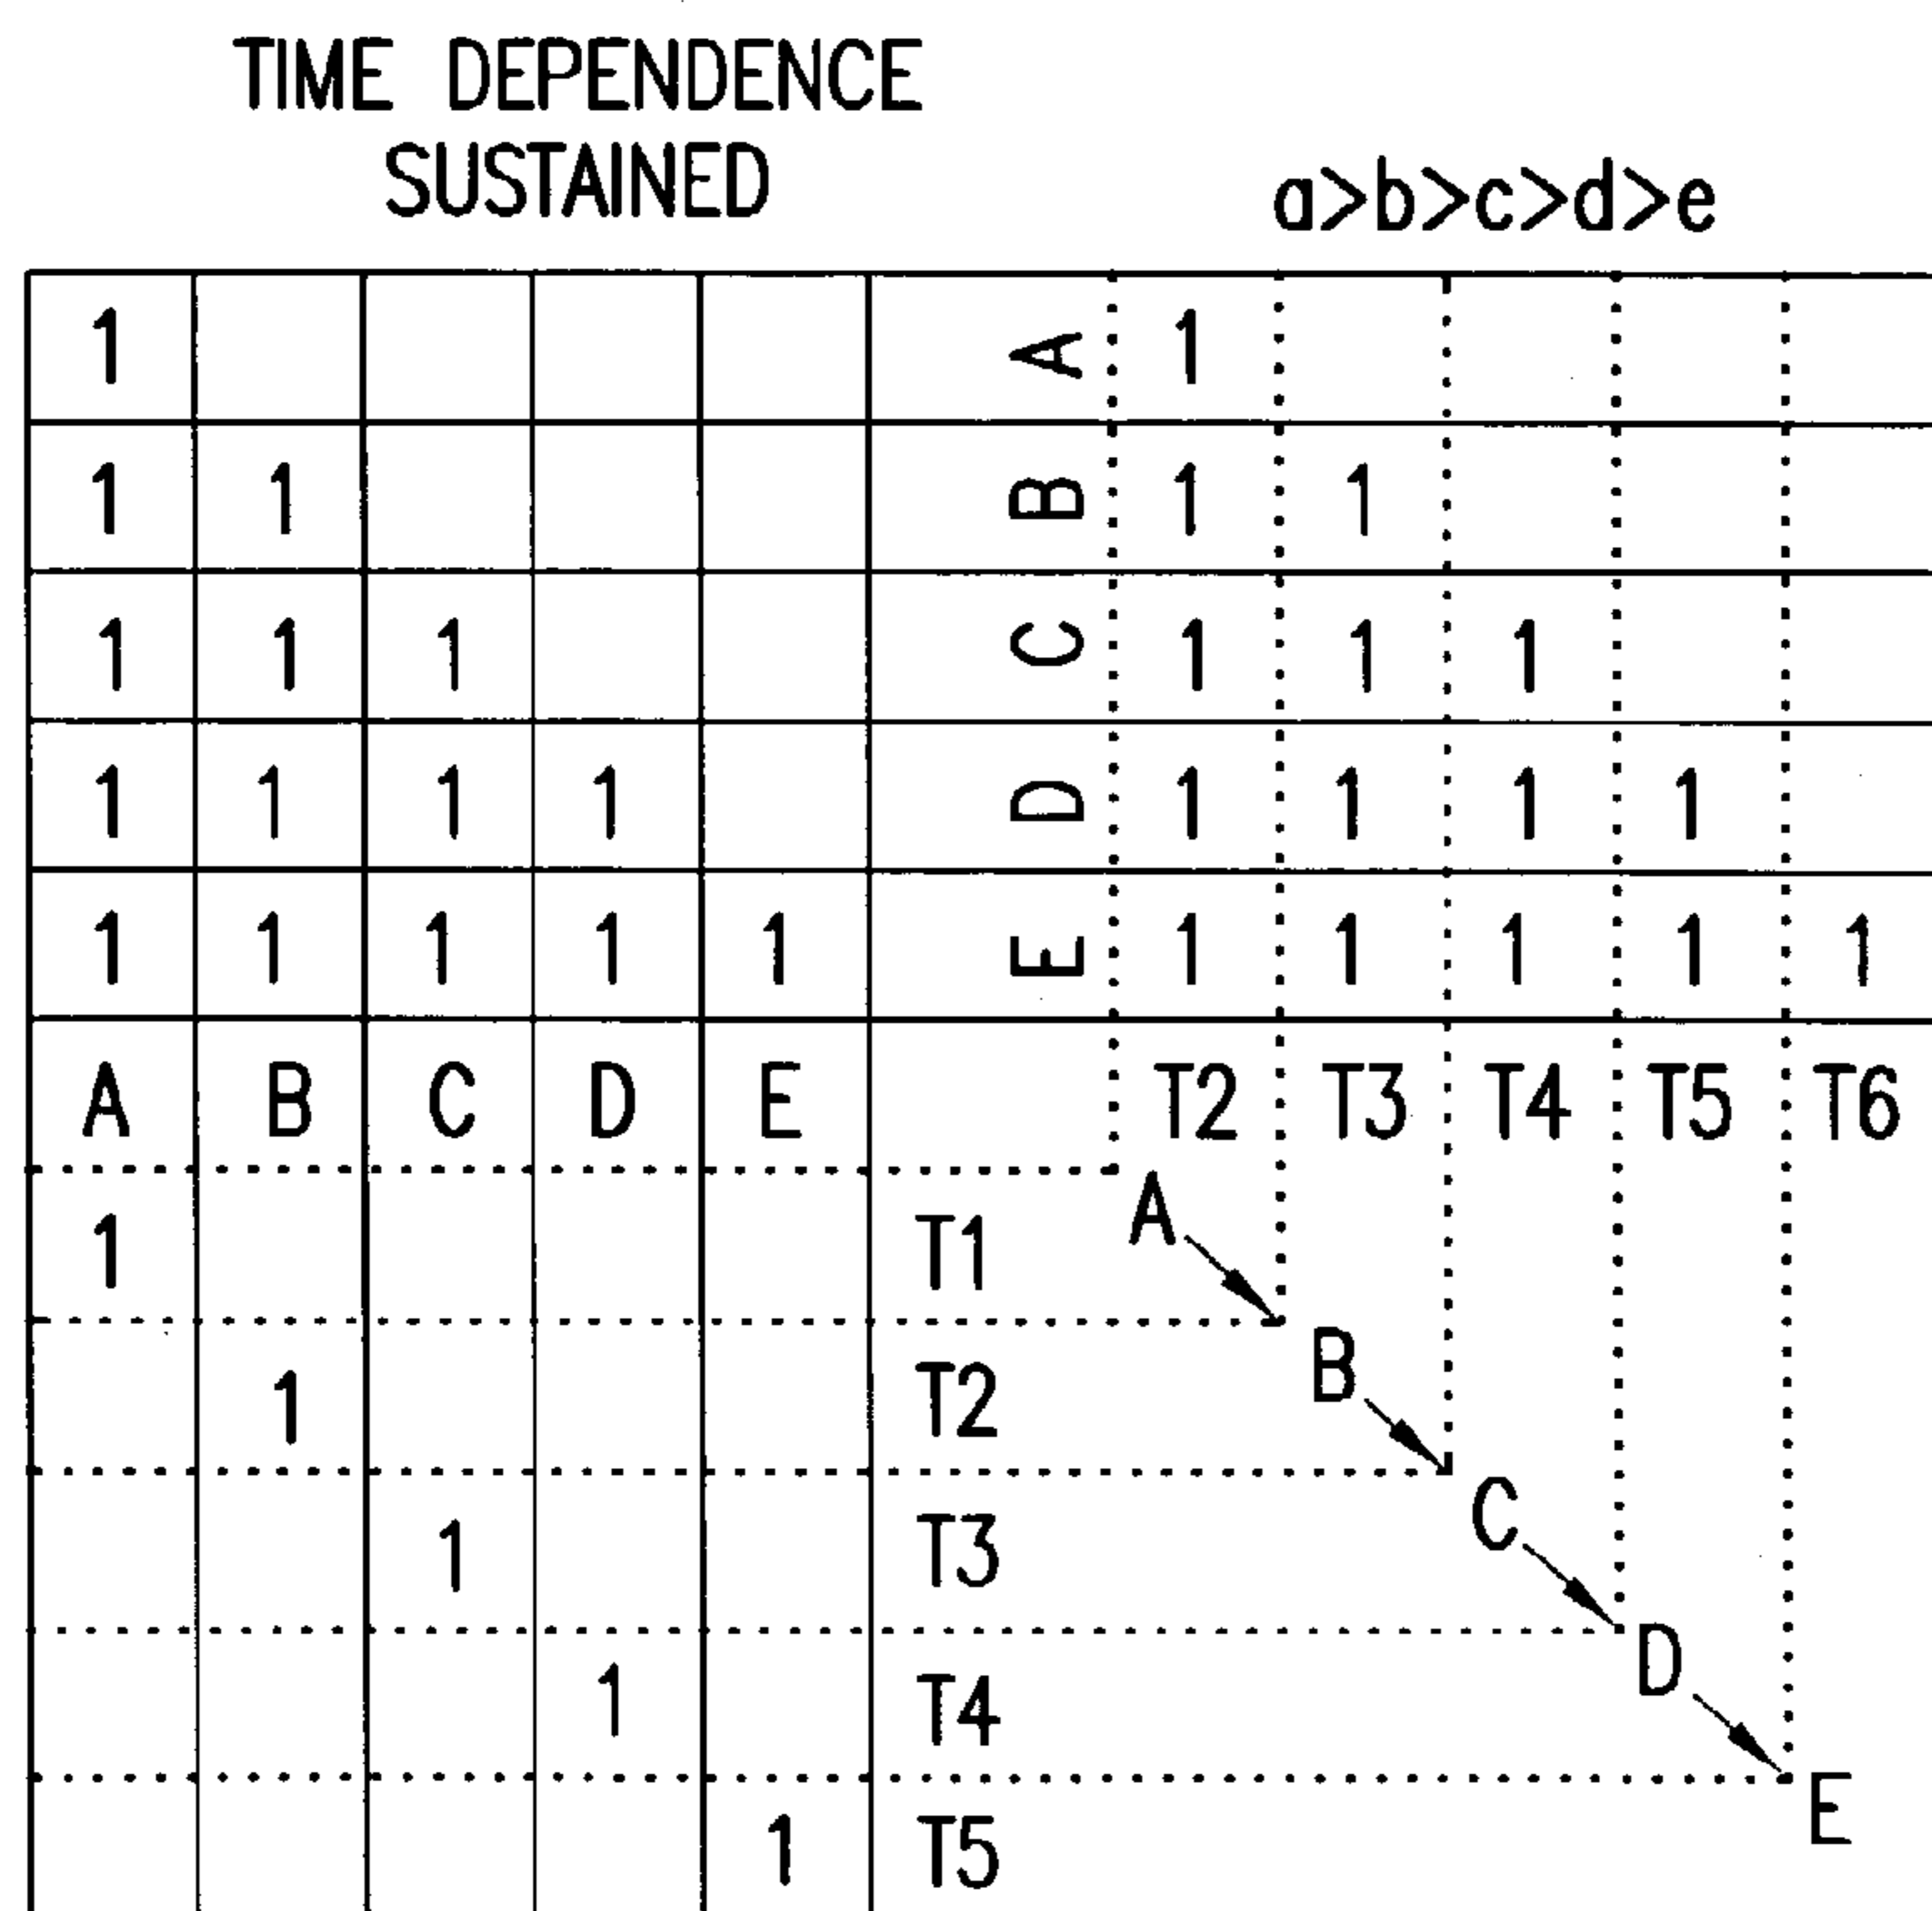 TIME DEPENDENCE
SUSTAINED
a>b>c>d>e
1 A 1
1 1 B 1 1
1 1 1 C 1 1 1
1 1 1 1 D 1 1 1 1
1 1 1 1 1 E 1 1 1 1 1
A B C D E T2 T3 T4 T5 T6
1 T1 A
1 T2 B
1 T3 C
1 T4 D
1 T5 E